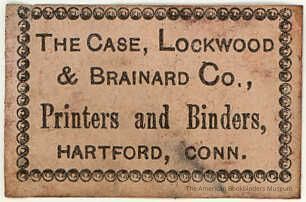 THE CASE, LOCKWOOD
& BRAINARD CO.,
Printers and Binders,
HARTFORD, CONN.
The American Bookbinders Museum